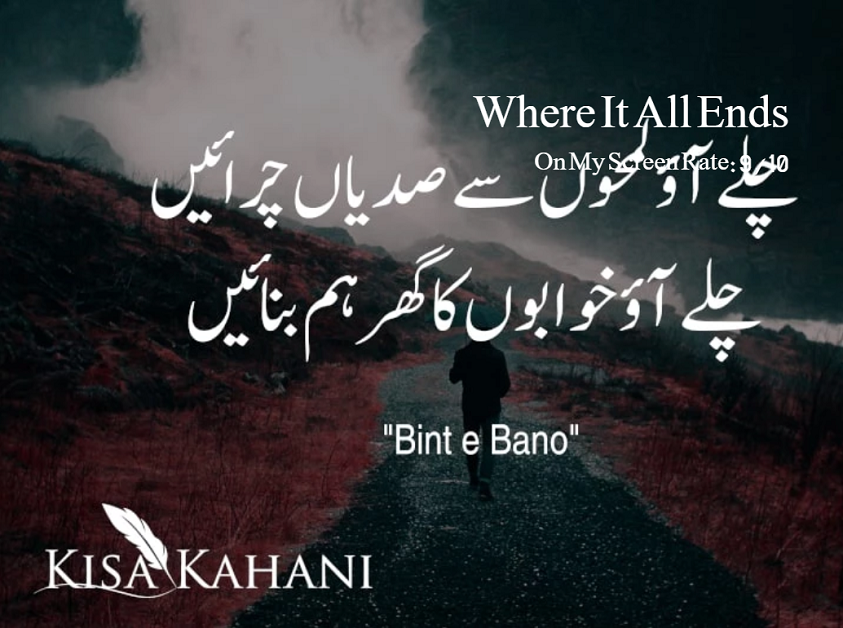 Where It All Ends
On My Screen Rate: 9 /10
چلے آؤ لمحوں سے صدیاں چرائیں
چلے آؤ خوابوں کا گھر ہم بنائیں
"Bint e Bano"
KISA KAHANI